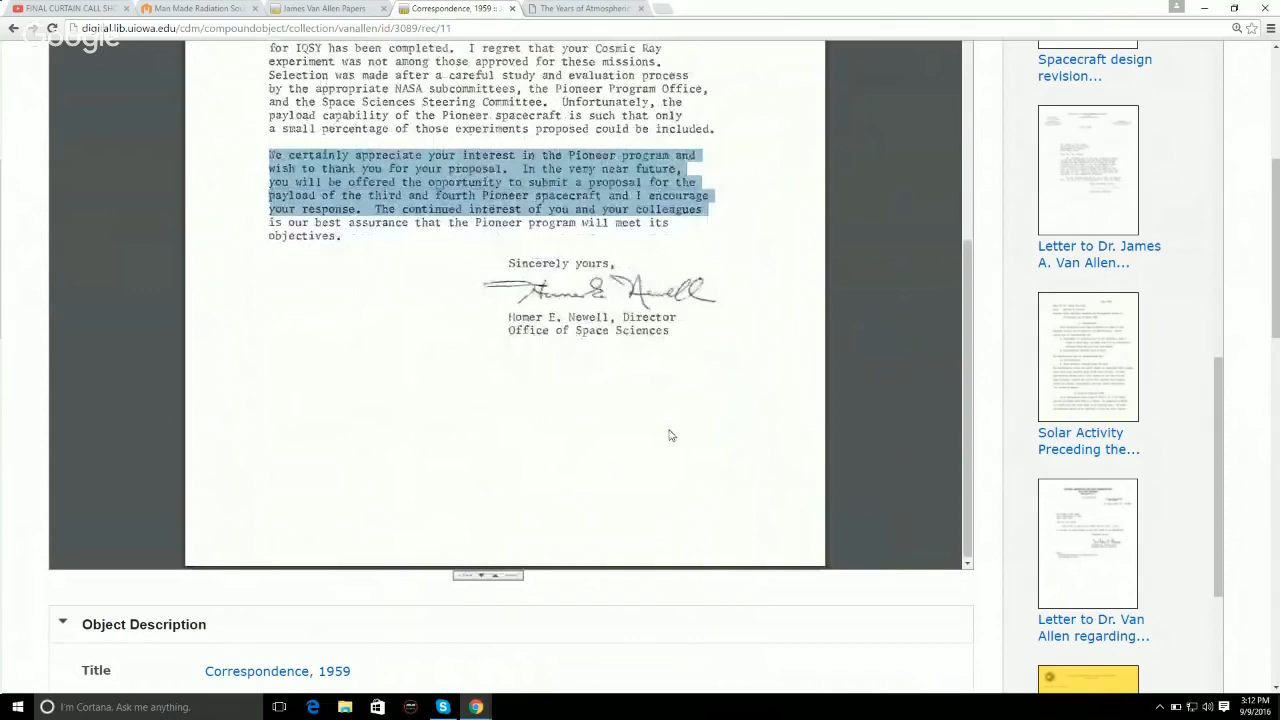 FINAL CURTAIN CALL SHO
Man Made Radiation Sou
James Van Allen Papers
Correspondence, 1959 ::
The Years of Atmospheric
digital.lib.uiowa.edu/cdm/compoundobject/collection/vanallen/id/3089/rec/11
Google
for IQSY has been completed. I regret that your Cosmic Ray
experiment was not among those approved for these missions.
Selection was made after a careful study and evaluation process
by the appropriate NASA subcommittees, the Pioneer Program Office,
and the Space Sciences Steering Committee. Unfortunately, the
payload capability of the Pioneer spacecraft is such that only
a small percentage of those experiments proposed could be included.
We certainly appreciate your interest in the Pioneer program and
wish to thank you for your proposal. In the very near future,
you will be offered an opportunity to submit a proposal for the
payload of the third and fourth Pioneer spacecraft and I encourage
your response. The continued interest of you and your colleagues
is our best assurance that the Pioneer program will meet its
objectives.
Sincerely yours,
Homer E. Newell
Homer E. Newell, Director
Office of Space Sciences
Object Description
Title
Correspondence, 1959
Spacecraft design
revision...
Letter to Dr. James
A. Van Allen...
Solar Activity
Preceding the...
Letter to Dr. Van
Allen regarding...
I'm Cortana. Ask me anything.
3:12 PM
9/9/2016